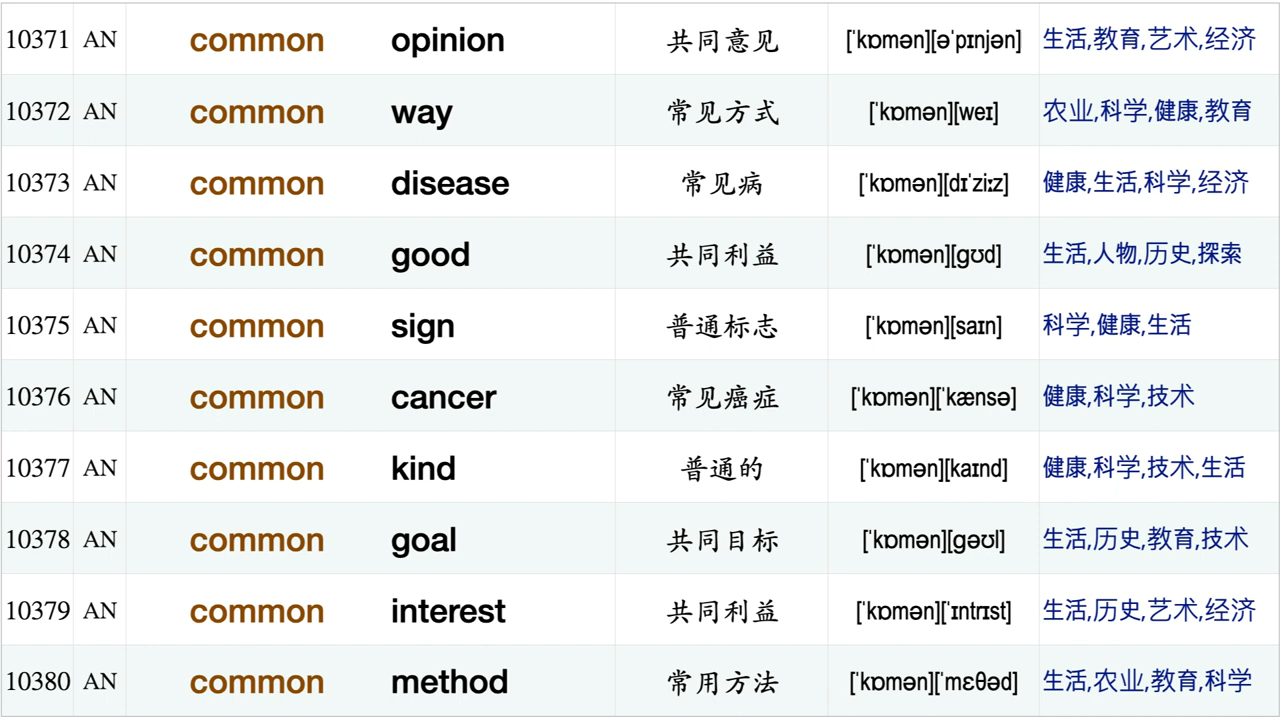 10371 AN common opinion 共同意见 [ˈkɒmən][əˈpɪnjən] 生活,教育,艺术,经济
10372 AN common way 常见方式 [ˈkɒmən][weɪ] 农业,科学,健康,教育
10373 AN common disease 常见病 [ˈkɒmən][dɪˈziːz] 健康,生活,科学,经济
10374 AN common good 共同利益 [ˈkɒmən][ɡʊd] 生活,人物,历史,探索
10375 AN common sign 普通标志 [ˈkɒmən][saɪn] 科学,健康,生活
10376 AN common cancer 常见癌症 [ˈkɒmən][ˈkænsə] 健康,科学,技术
10377 AN common kind 普通的 [ˈkɒmən][kaɪnd] 健康,科学,技术,生活
10378 AN common goal 共同目标 [ˈkɒmən][ɡəʊl] 生活,历史,教育,技术
10379 AN common interest 共同利益 [ˈkɒmən][ˈɪntrɪst] 生活,历史,艺术,经济
10380 AN common method 常用方法 [ˈkɒmən][ˈmɛθəd] 生活,农业,教育,科学